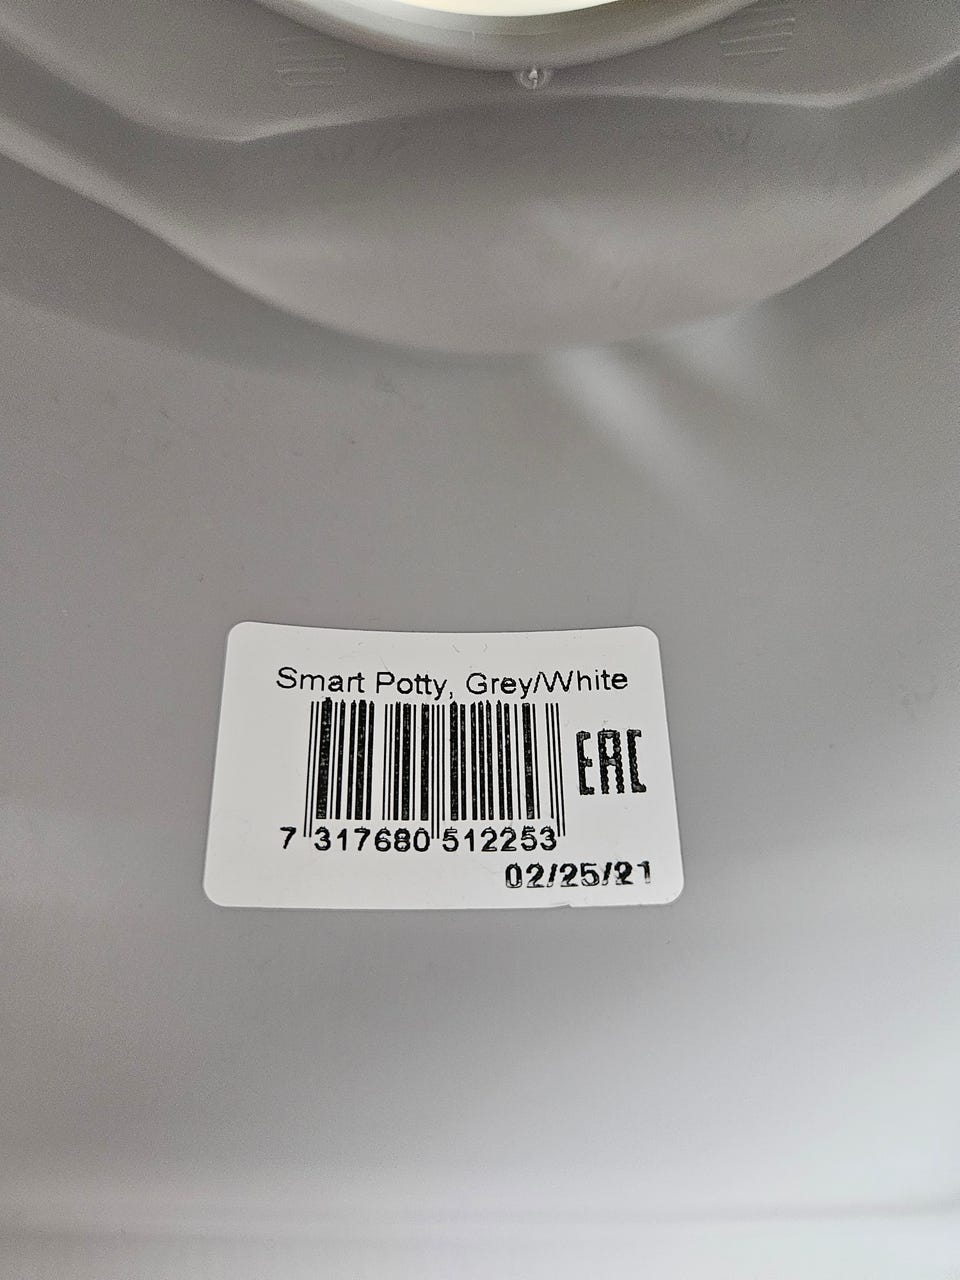 Smart Potty, Grey/White
EAC
7 317680 512253
02/25/21